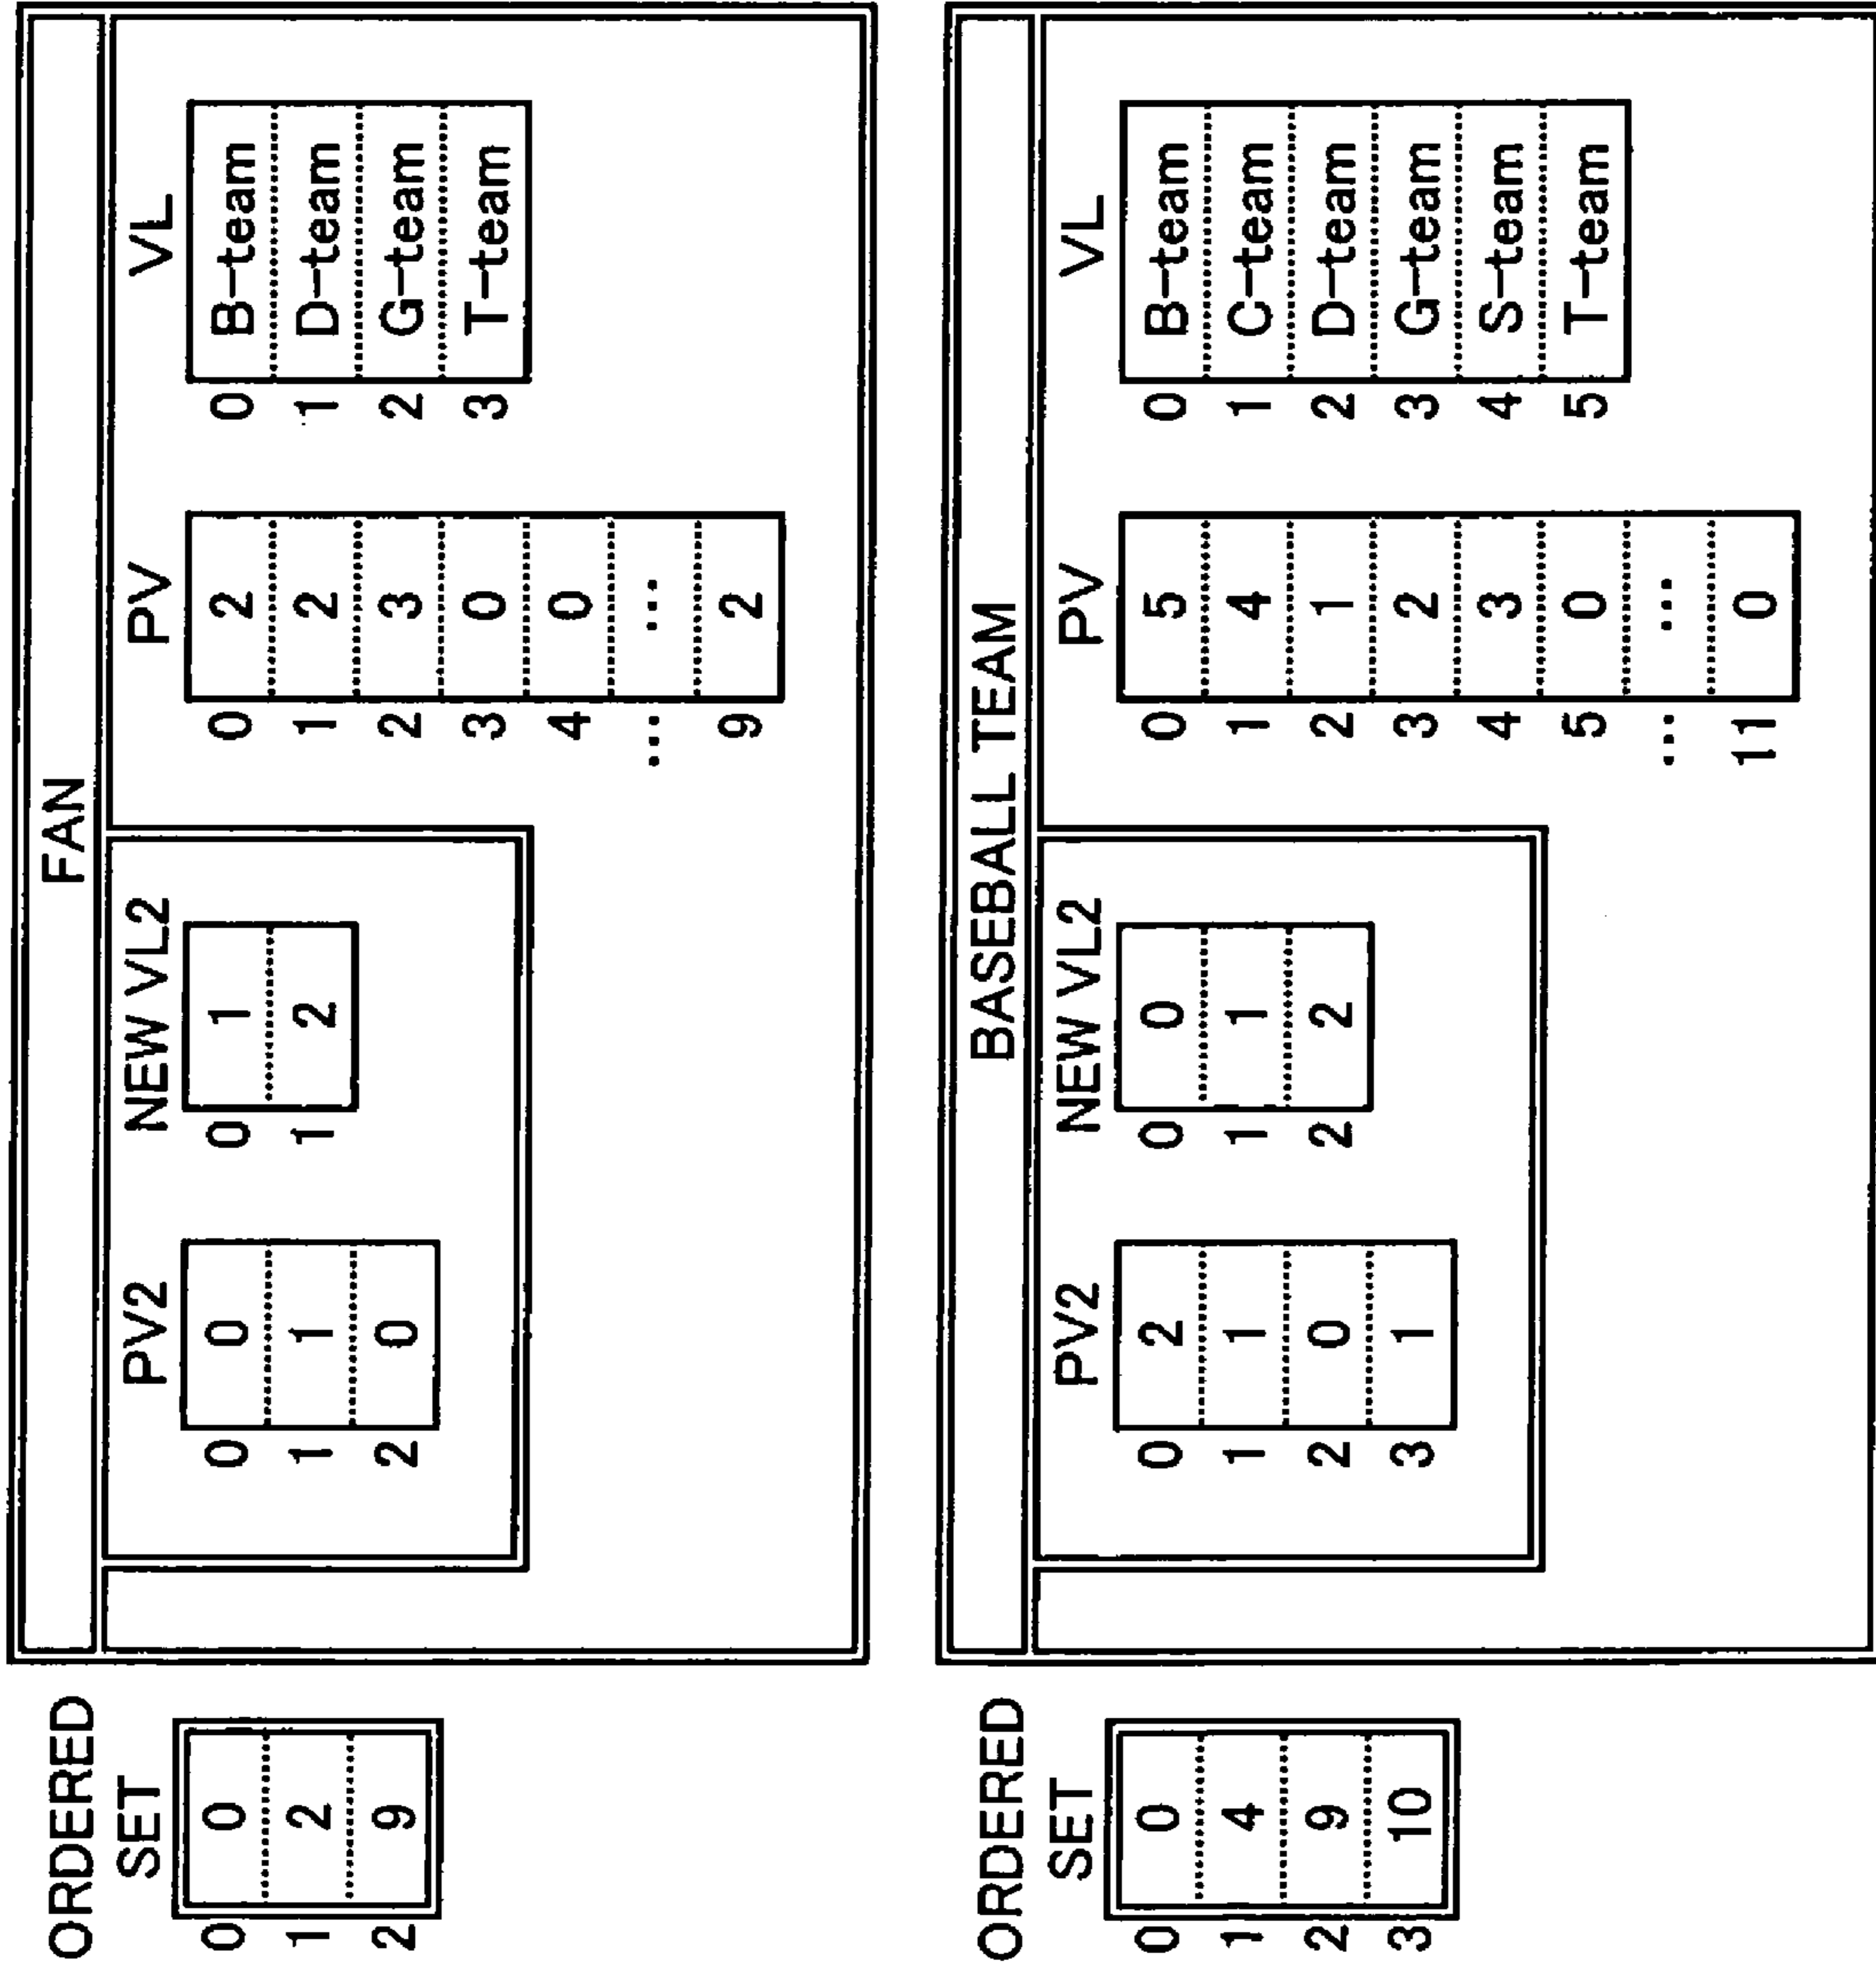 FAN
ORDERED
SET
0 0
1 2
2 9
PV2
0 0
1 1
2 0
NEW VL2
0 1
1 2
PV
0 2
1 2
2 3
3 0
4 0
... ...
9 2
VL
0 B-team
1 D-team
2 G-team
3 T-team
BASEBALL TEAM
ORDERED
SET
0 0
1 4
2 9
3 10
PV2
0 2
1 1
2 0
3 1
NEW VL2
0 0
1 1
2 2
PV
0 5
1 4
2 1
3 2
4 3
5 0
... ...
11 0
VL
0 B-team
1 C-team
2 D-team
3 G-team
4 S-team
5 T-team